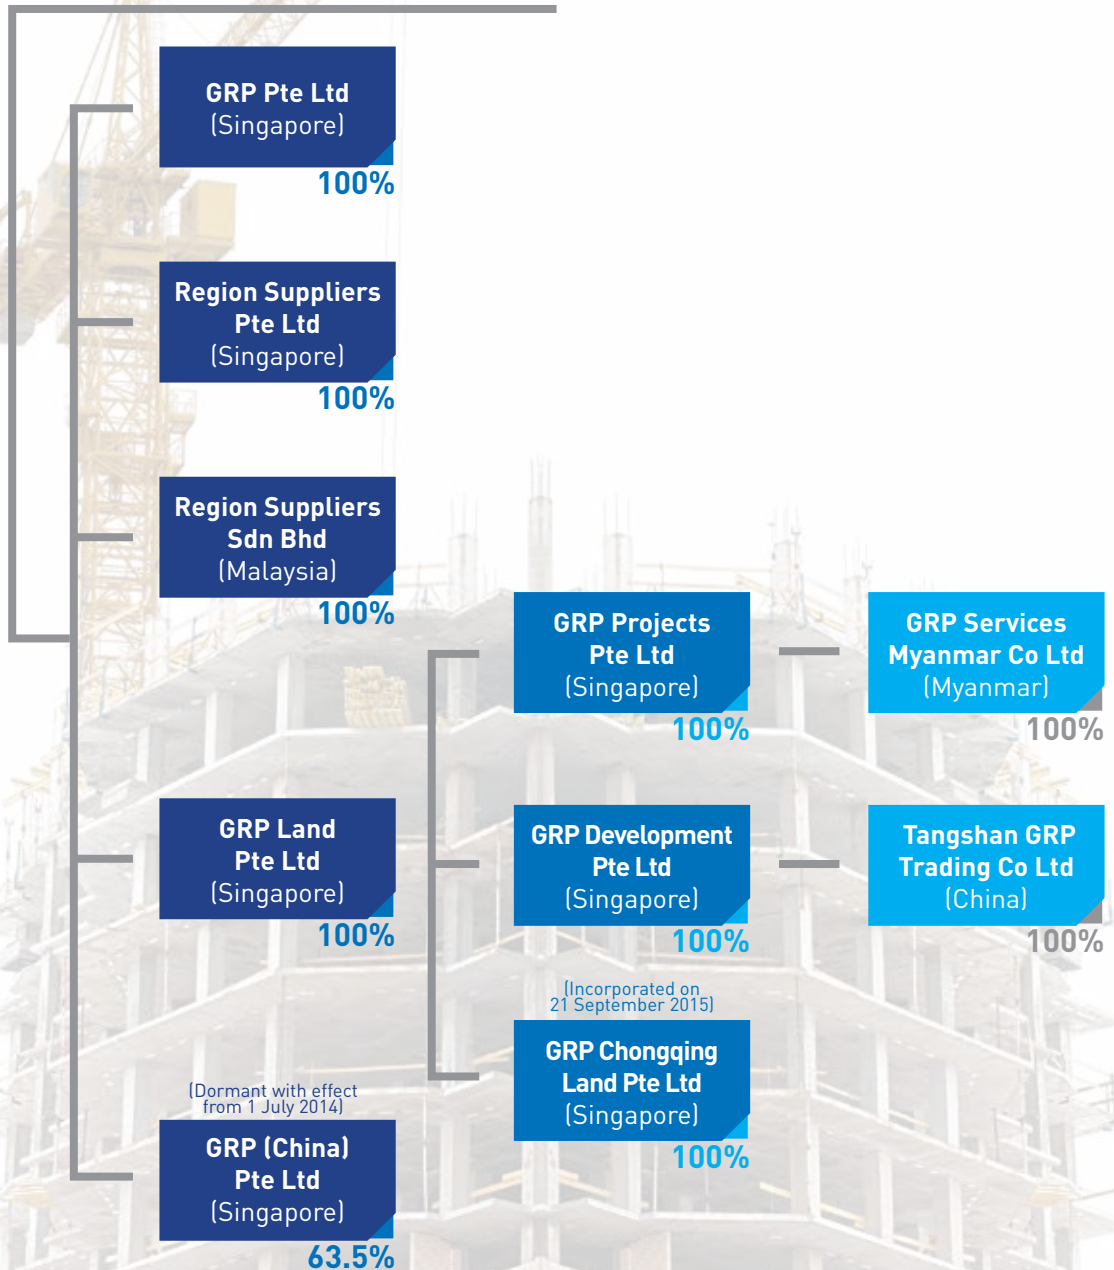 GRP Pte Ltd
(Singapore)
100%
Region Suppliers
Pte Ltd
(Singapore)
100%
Region Suppliers
Sdn Bhd
(Malaysia)
100%
GRP Land
Pte Ltd
(Singapore)
100%
(Dormant with effect
from 1 July 2014)
GRP (China)
Pte Ltd
(Singapore)
63.5%
GRP Projects
Pte Ltd
(Singapore)
100%
GRP Development
Pte Ltd
(Singapore)
100%
(Incorporated on
21 September 2015)
GRP Chongqing
Land Pte Ltd
(Singapore)
100%
GRP Services
Myanmar Co Ltd
(Myanmar)
100%
Tangshan GRP
Trading Co Ltd
(China)
100%